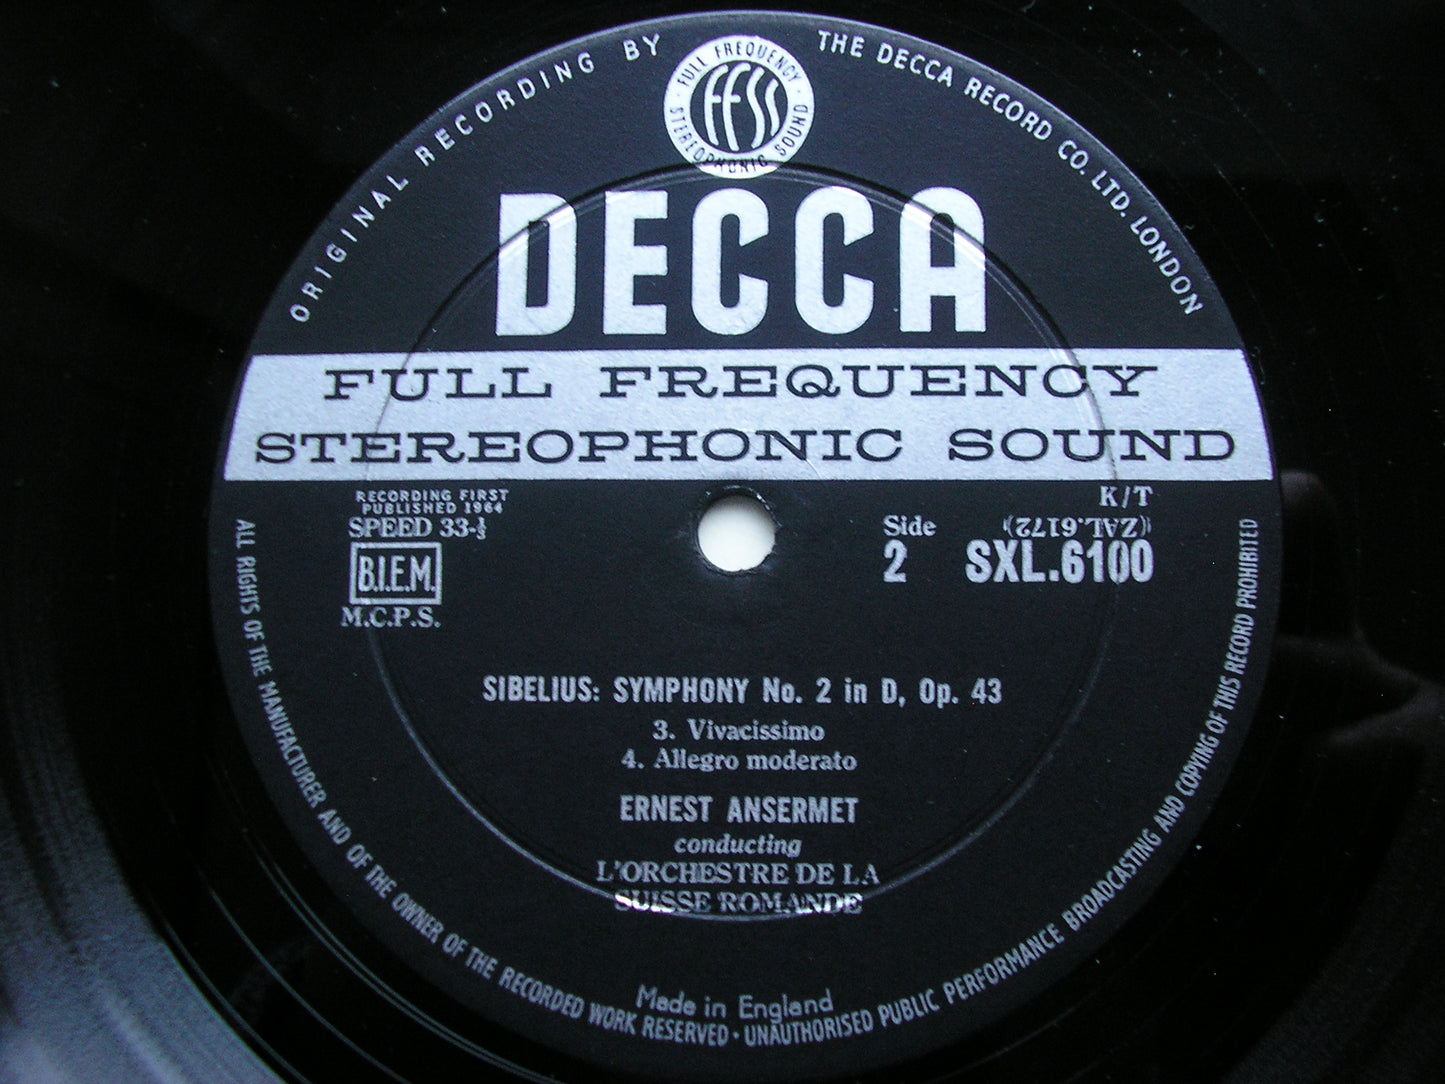 ORIGINAL RECORDING BY
THE DECCA RECORD CO. LTD. LONDON
FULL FREQUENCY
FFSS
STEREOPHONIC SOUND
DECCA
FULL FREQUENCY
STEREOPHONIC SOUND
RECORDING FIRST
PUBLISHED 1964
SPEED 33-⅓
B.I.E.M.
M.C.P.S.
K/T
(ZAL.6172)
Side
2
SXL.6100
SIBELIUS: SYMPHONY No. 2 in D, Op. 43
3. Vivacissimo
4. Allegro moderato
ERNEST ANSERMET
conducting
L'ORCHESTRE DE LA
SUISSE ROMANDE
Made in England
ALL RIGHTS OF THE MANUFACTURER AND OF THE OWNER OF THE RECORDED WORK RESERVED · UNAUTHORISED PUBLIC PERFORMANCE BROADCASTING AND COPYING OF THIS RECORD PROHIBITED